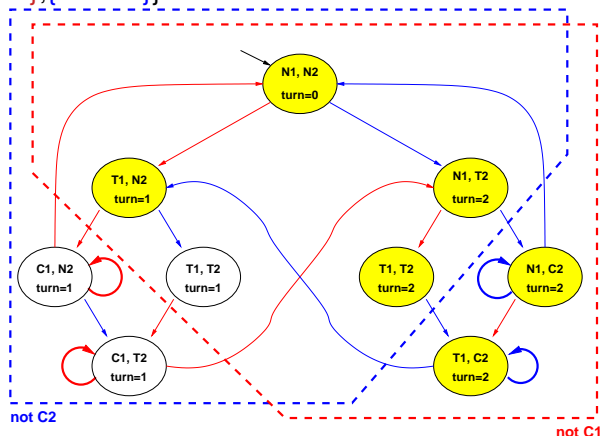 },{ }}
N1, N2
turn=0
T1, N2
turn=1
N1, T2
turn=2
C1, N2
turn=1
T1, T2
turn=1
T1, T2
turn=2
N1, C2
turn=2
C1, T2
turn=1
T1, C2
turn=2
not C2
not C1